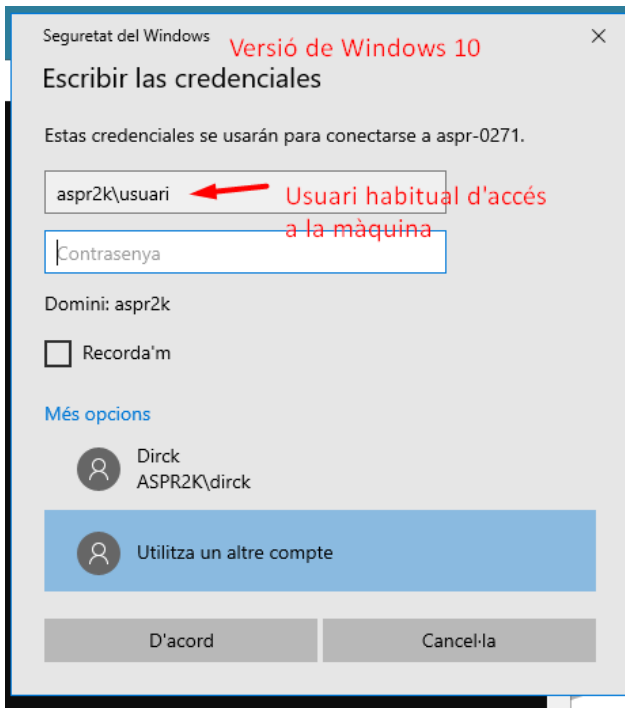 Seguretat del Windows
Versió de Windows 10
Escribir las credenciales
Estas credenciales se usarán para conectarse a aspr-0271.
aspr2k\usuari
Usuari habitual d'accés
a la màquina
Contrasenya
Domini: aspr2k
Recorda'm
Més opcions
Dirck
ASPR2K\dirck
Utilitza un altre compte
D'acord
Cancel·la